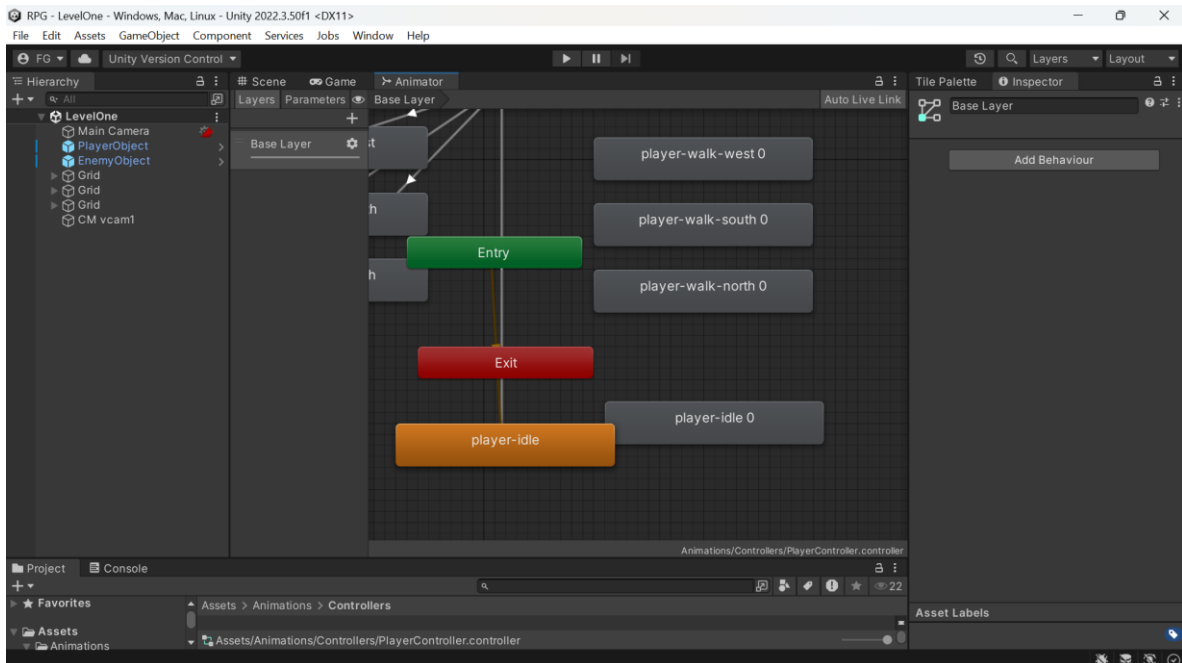 RPG - LevelOne - Windows, Mac, Linux - Unity 2022.3.50f1 <DX11>
File Edit Assets GameObject Component Services Jobs Window Help
FG Unity Version Control Layers Layout
Hierarchy Scene Game Animator Tile Palette Inspector
All Layers Parameters Base Layer Auto Live Link Base Layer
LevelOne
Main Camera
PlayerObject
EnemyObject
Grid
Grid
Grid
CM vcam1
Base Layer
st
th
h
player-walk-west 0
player-walk-south 0
Entry
player-walk-north 0
Exit
player-idle 0
player-idle
Add Behaviour
Animations/Controllers/PlayerController.controller
Project Console
22
Favorites
Assets
Animations
Assets > Animations > Controllers
Assets/Animations/Controllers/PlayerController.controller
Asset Labels